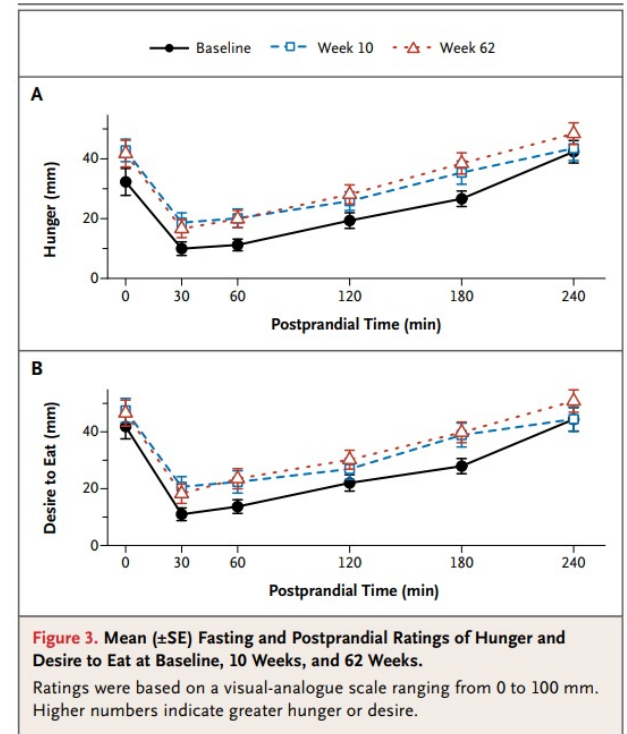 Baseline Week 10 Week 62
A
Hunger (mm)
40
20
0
0 30 60 120 180 240
Postprandial Time (min)
B
Desire to Eat (mm)
40
20
0
0 30 60 120 180 240
Postprandial Time (min)
Figure 3. Mean (±SE) Fasting and Postprandial Ratings of Hunger and
Desire to Eat at Baseline, 10 Weeks, and 62 Weeks.
Ratings were based on a visual-analogue scale ranging from 0 to 100 mm.
Higher numbers indicate greater hunger or desire.